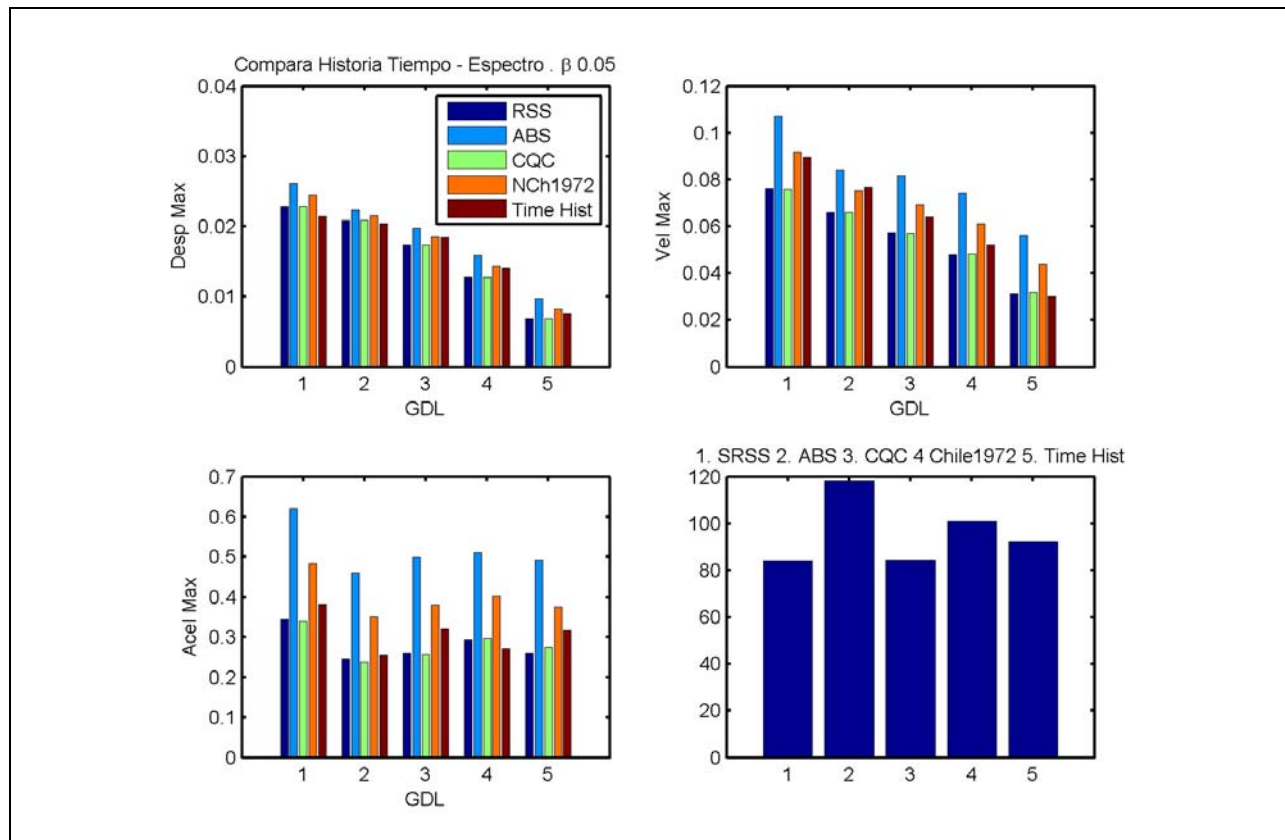 Compara Historia Tiempo - Espectro . β 0.05
0.04
0.03
0.02
0.01
0
Desp Max
RSS
ABS
CQC
NCh1972
Time Hist
1 2 3 4 5
GDL
0.12
0.1
0.08
0.06
0.04
0.02
0
Vel Max
1 2 3 4 5
GDL
0.7
0.6
0.5
0.4
0.3
0.2
0.1
0
Acel Max
1 2 3 4 5
GDL
1. SRSS 2. ABS 3. CQC 4 Chile1972 5. Time Hist
120
100
80
60
40
20
0
1 2 3 4 5